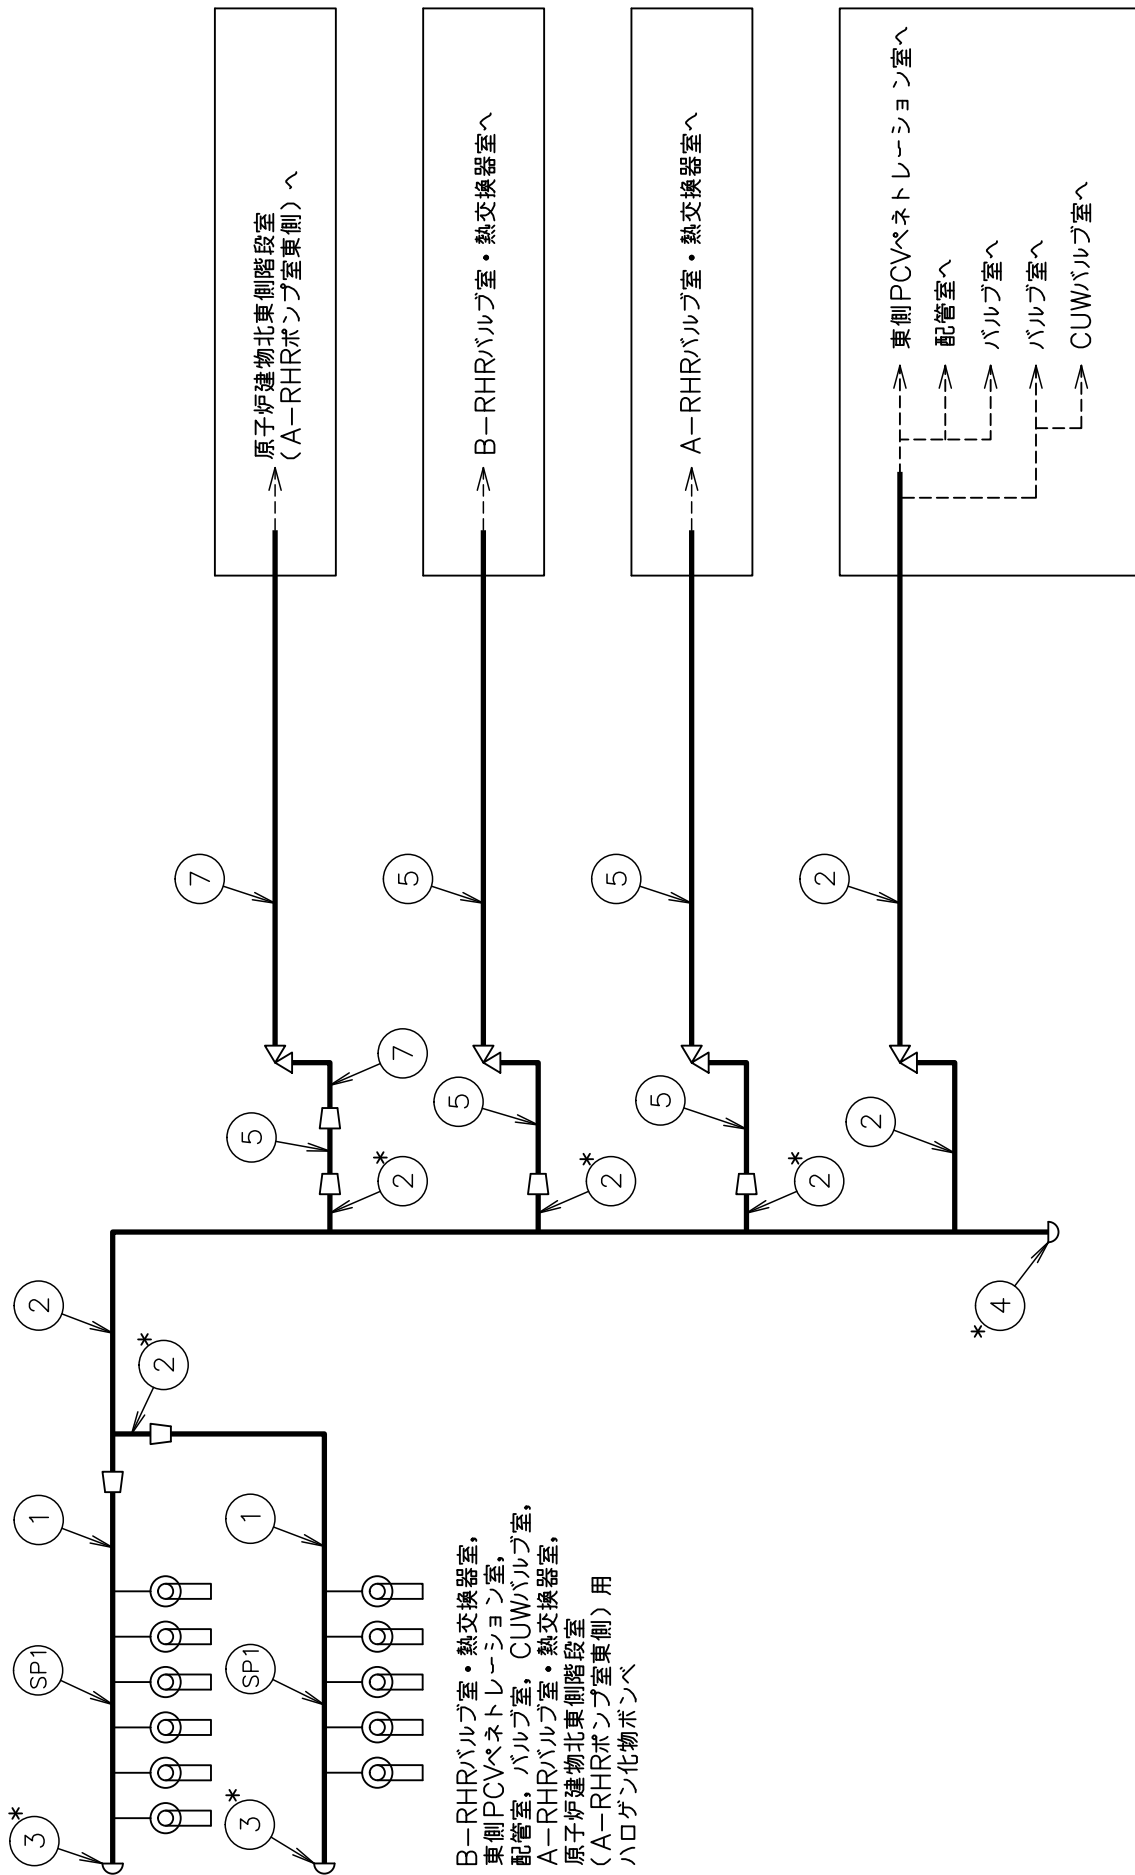 原子炉建物北東側階段室
(A-RHRポンプ室東側)へ
B-RHRバルブ室・熱交換器室へ
A-RHRバルブ室・熱交換器室へ
東側PCVペネトレーション室へ
配管室へ
バルブ室へ
バルブ室へ
CUWバルブ室へ
7
5
5
2
7
5
2*
5
2*
5
2*
2
2
2*
*4
1
1
SP1
SP1
3*
3*
B-RHRバルブ室・熱交換器室,
東側PCVペネトレーション室,
配管室,バルブ室,CUWバルブ室,
A-RHRバルブ室・熱交換器室,
原子炉建物北東側階段室
(A-RHRポンプ室東側)用
ハロゲン化物ボンベ